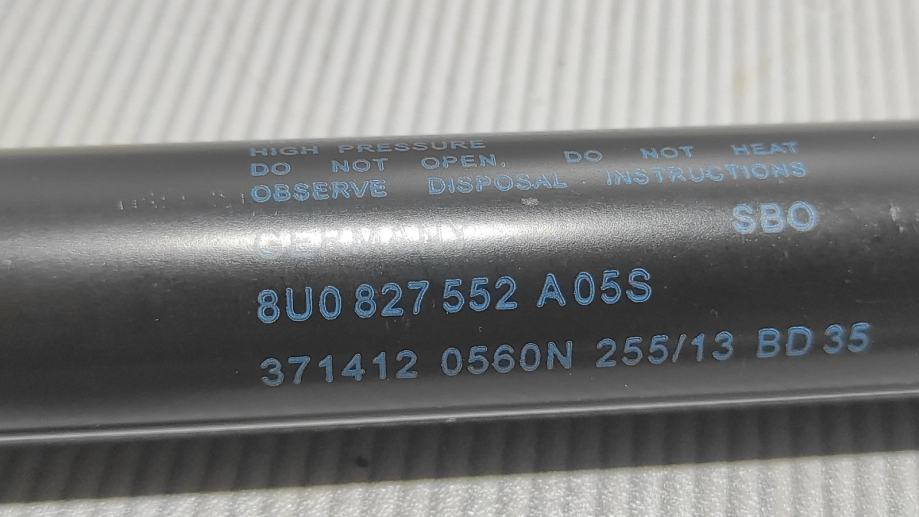 HIGH PRESSURE
DO NOT OPEN, DO NOT HEAT
OBSERVE DISPOSAL INSTRUCTIONS
GERMANY SBO
8U0 827 552 A 05S
371412 0560N 255/13 BD 35